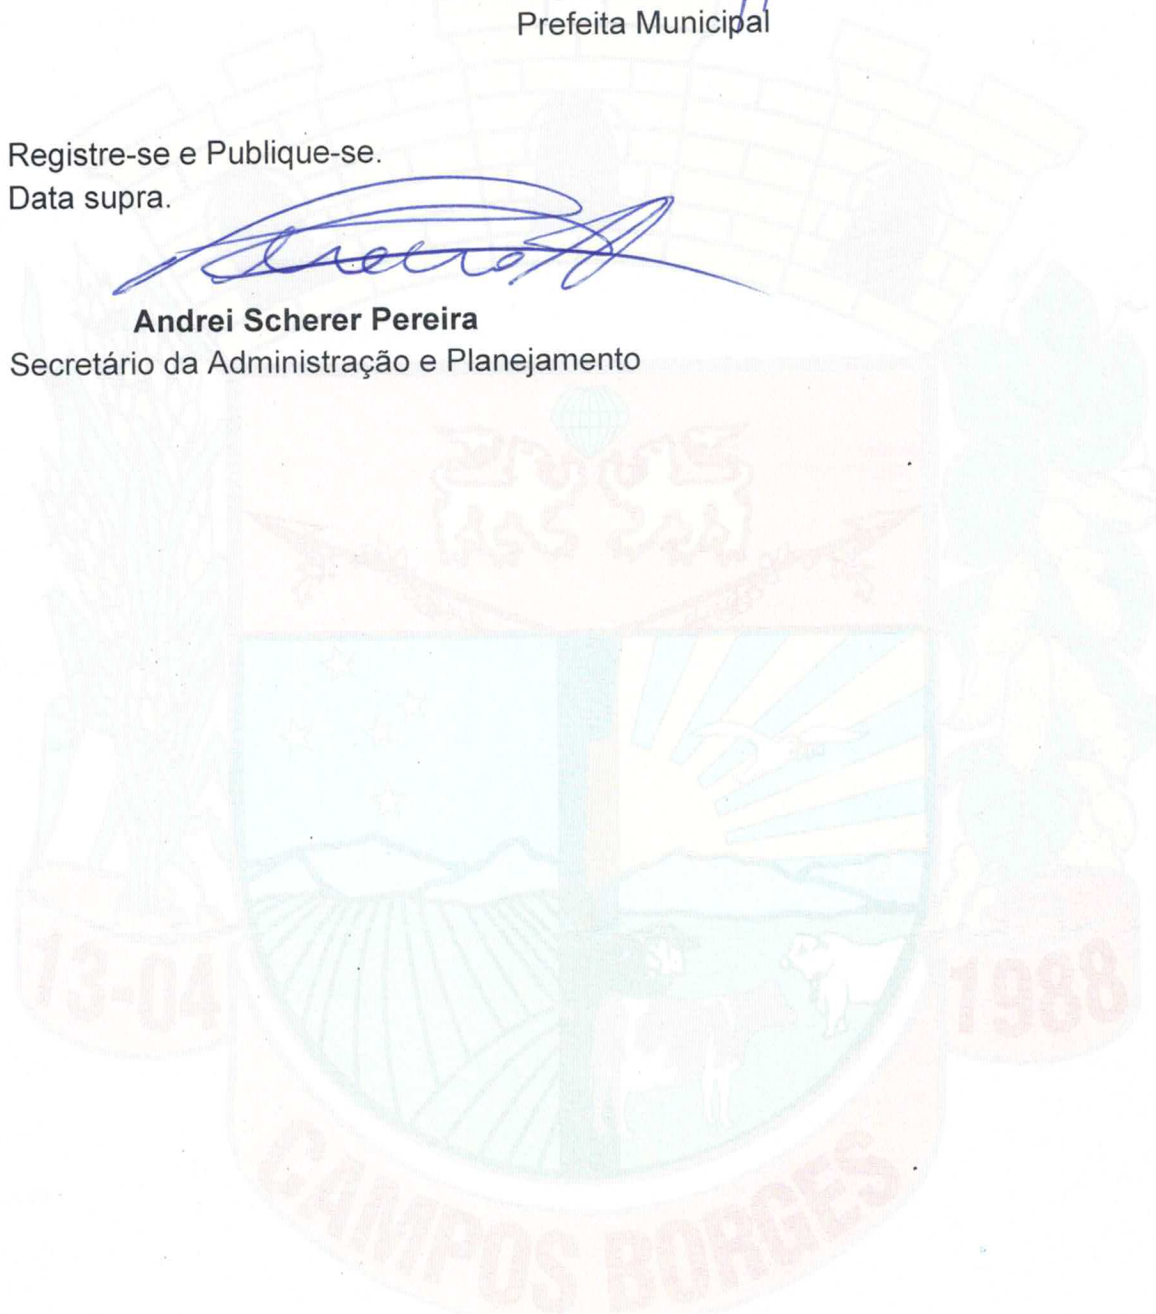 Prefeita Municipal
Registre-se e Publique-se.
Data supra.
Andrei Scherer Pereira
Secretário da Administração e Planejamento
13-04
1988
CAMPOS BORGES